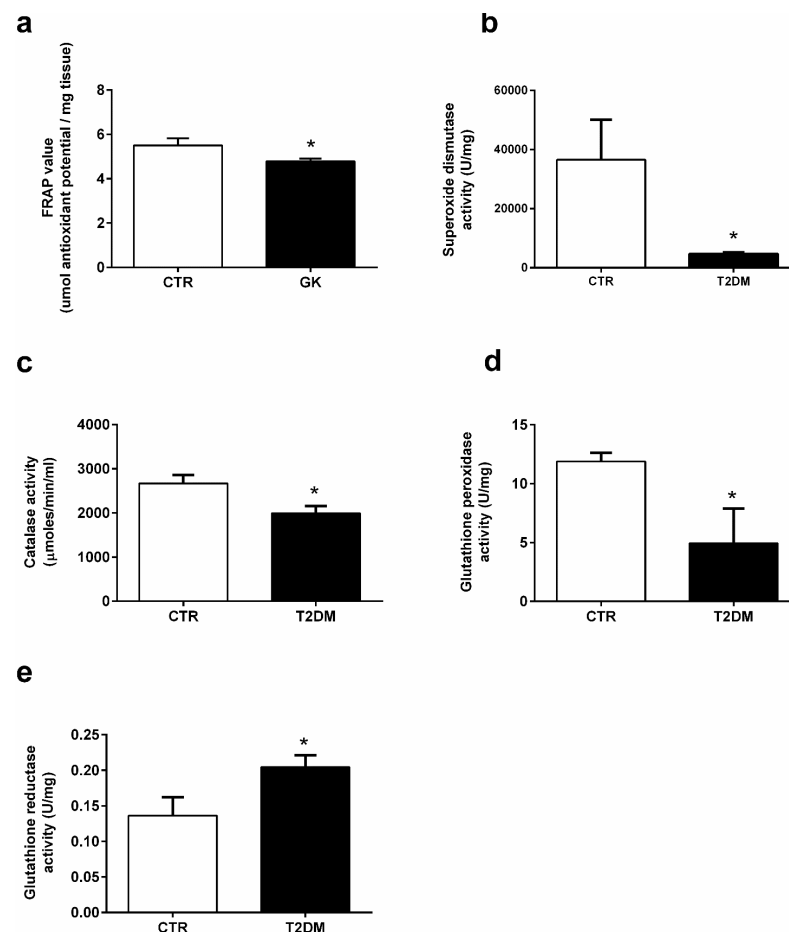 a
FRAP value
(umol antioxidant potential / mg tissue)
8
6
4
2
0
*
CTR
GK
b
Superoxide dismutase
activity (U/mg)
60000
40000
20000
0
*
CTR
T2DM
c
Catalase activity
(μmoles/min/ml)
4000
3000
2000
1000
0
*
CTR
T2DM
d
Glutathione peroxidase
activity (U/mg)
15
10
5
0
*
CTR
T2DM
e
Glutathione reductase
activity (U/mg)
0.25
0.20
0.15
0.10
0.05
0.00
*
CTR
T2DM